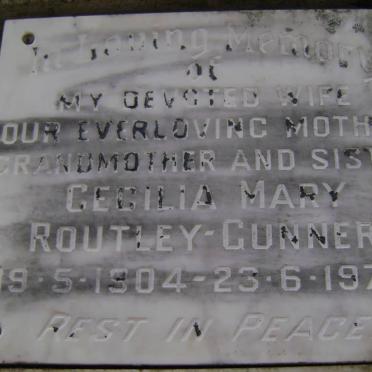 In Loving Memory
of
MY DEVOTED WIFE
OUR EVERLOVING MOTH
GRANDMOTHER AND SIST
CECILIA MARY
ROUTLEY-GUNNER
19-5-1904-23-6-197
REST IN PEACE